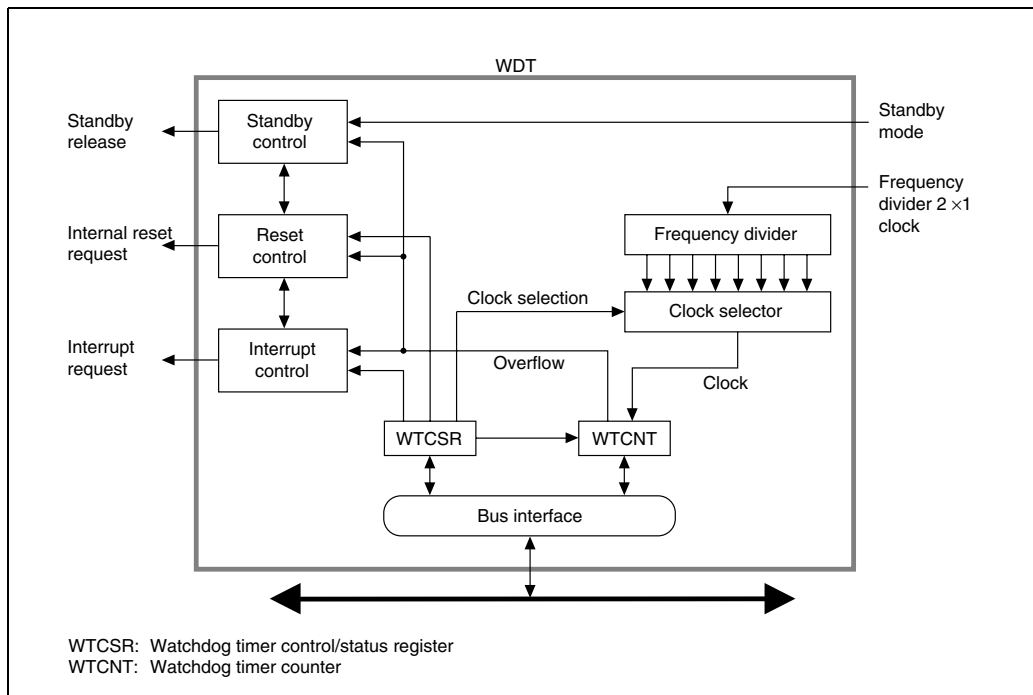 WDT
Standby
release
Standby
control
Standby
mode
Frequency
divider 2 ×1
clock
Internal reset
request
Reset
control
Frequency divider
Clock selection
Clock selector
Interrupt
request
Interrupt
control
Overflow
Clock
WTCSR
WTCNT
Bus interface
WTCSR: Watchdog timer control/status register
WTCNT: Watchdog timer counter